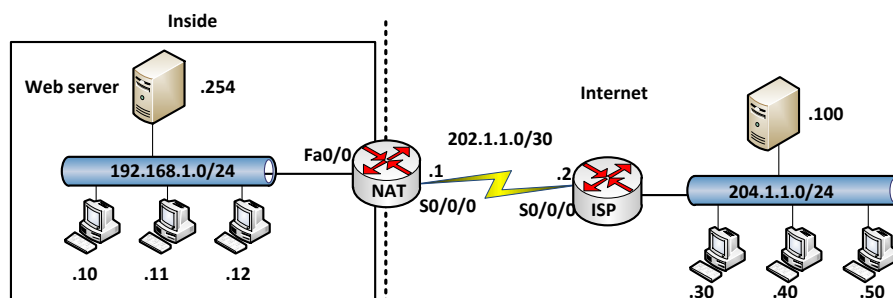 Inside
Web server
.254
Internet
.100
Fa0/0
202.1.1.0/30
192.168.1.0/24
.1
.2
NAT
204.1.1.0/24
S0/0/0
S0/0/0
ISP
.10
.11
.12
.30
.40
.50